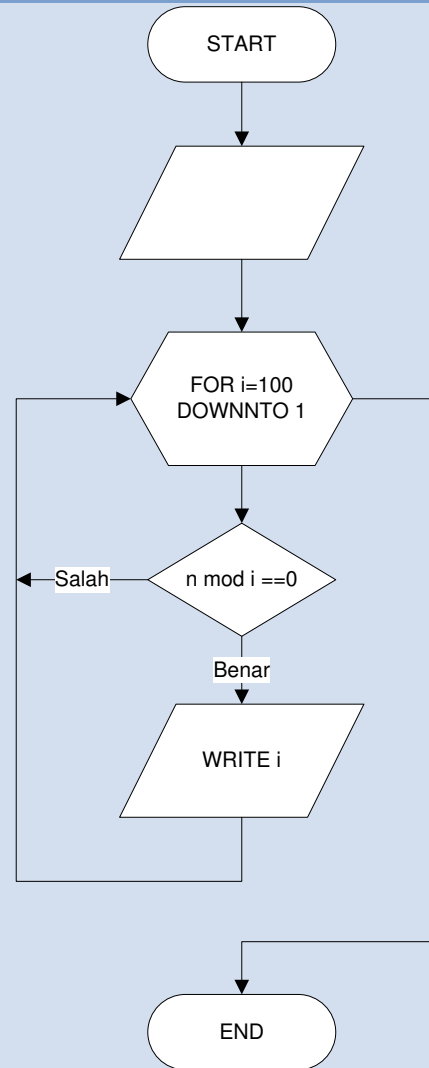 START
FOR i=100
DOWNNTO 1
n mod i ==0
Salah
Benar
WRITE i
END